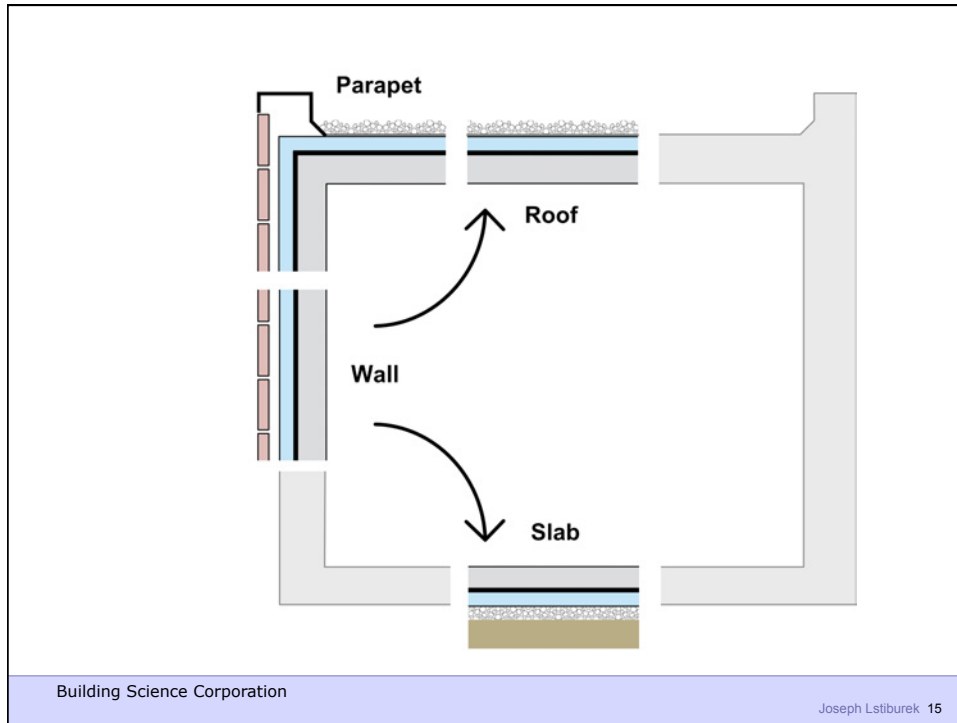 Parapet
Roof
Wall
Slab
Building Science Corporation
Joseph Lstiburek 15